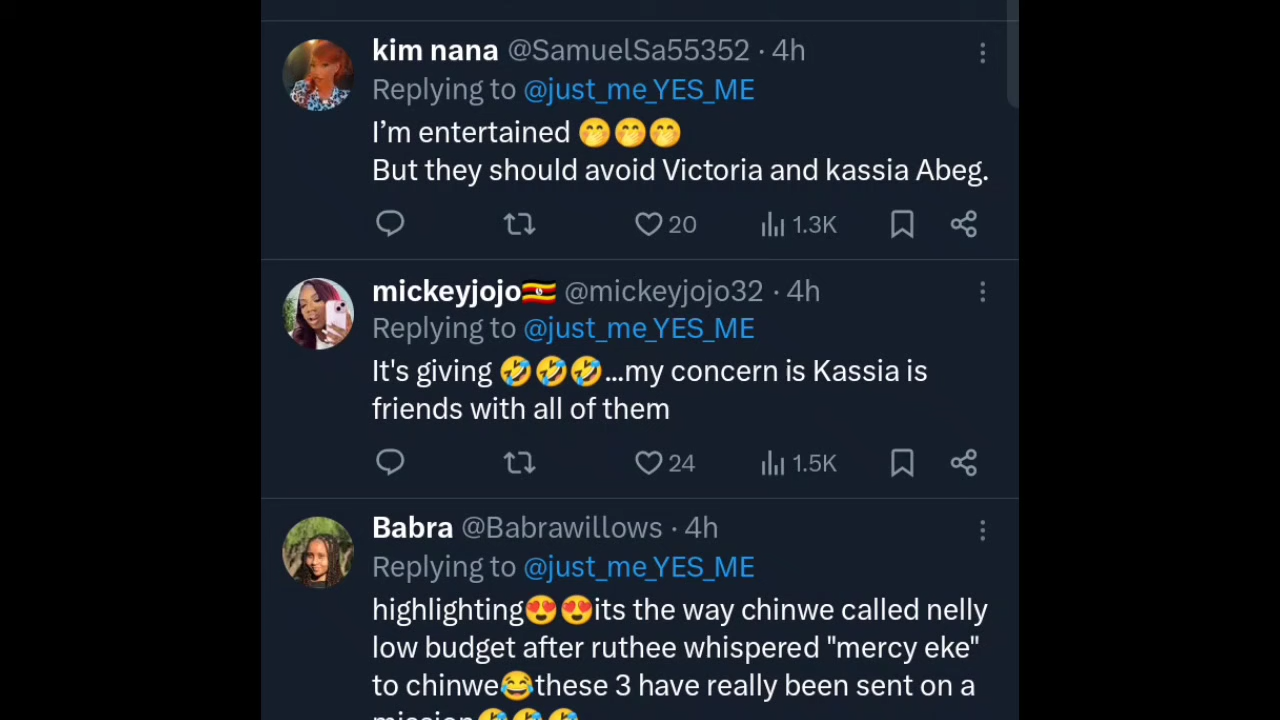 kim nana @SamuelSa55352 · 4h
Replying to @just_me_YES_ME
I’m entertained 🤭🤭🤭
But they should avoid Victoria and kassia Abeg.
20 1.3K
mickeyjojo🇺🇬 @mickeyjojo32 · 4h
Replying to @just_me_YES_ME
It's giving 🤣🤣🤣...my concern is Kassia is
friends with all of them
24 1.5K
Babra @Babrawillows · 4h
Replying to @just_me_YES_ME
highlighting😍😍its the way chinwe called nelly
low budget after ruthee whispered "mercy eke"
to chinwe😂these 3 have really been sent on a
mission🤣🤣🤣